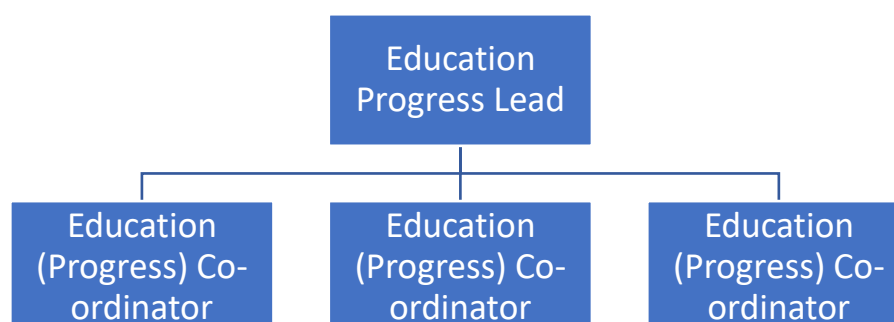 Education
Progress Lead
Education
(Progress) Co-
ordinator
Education
(Progress) Co-
ordinator
Education
(Progress) Co-
ordinator